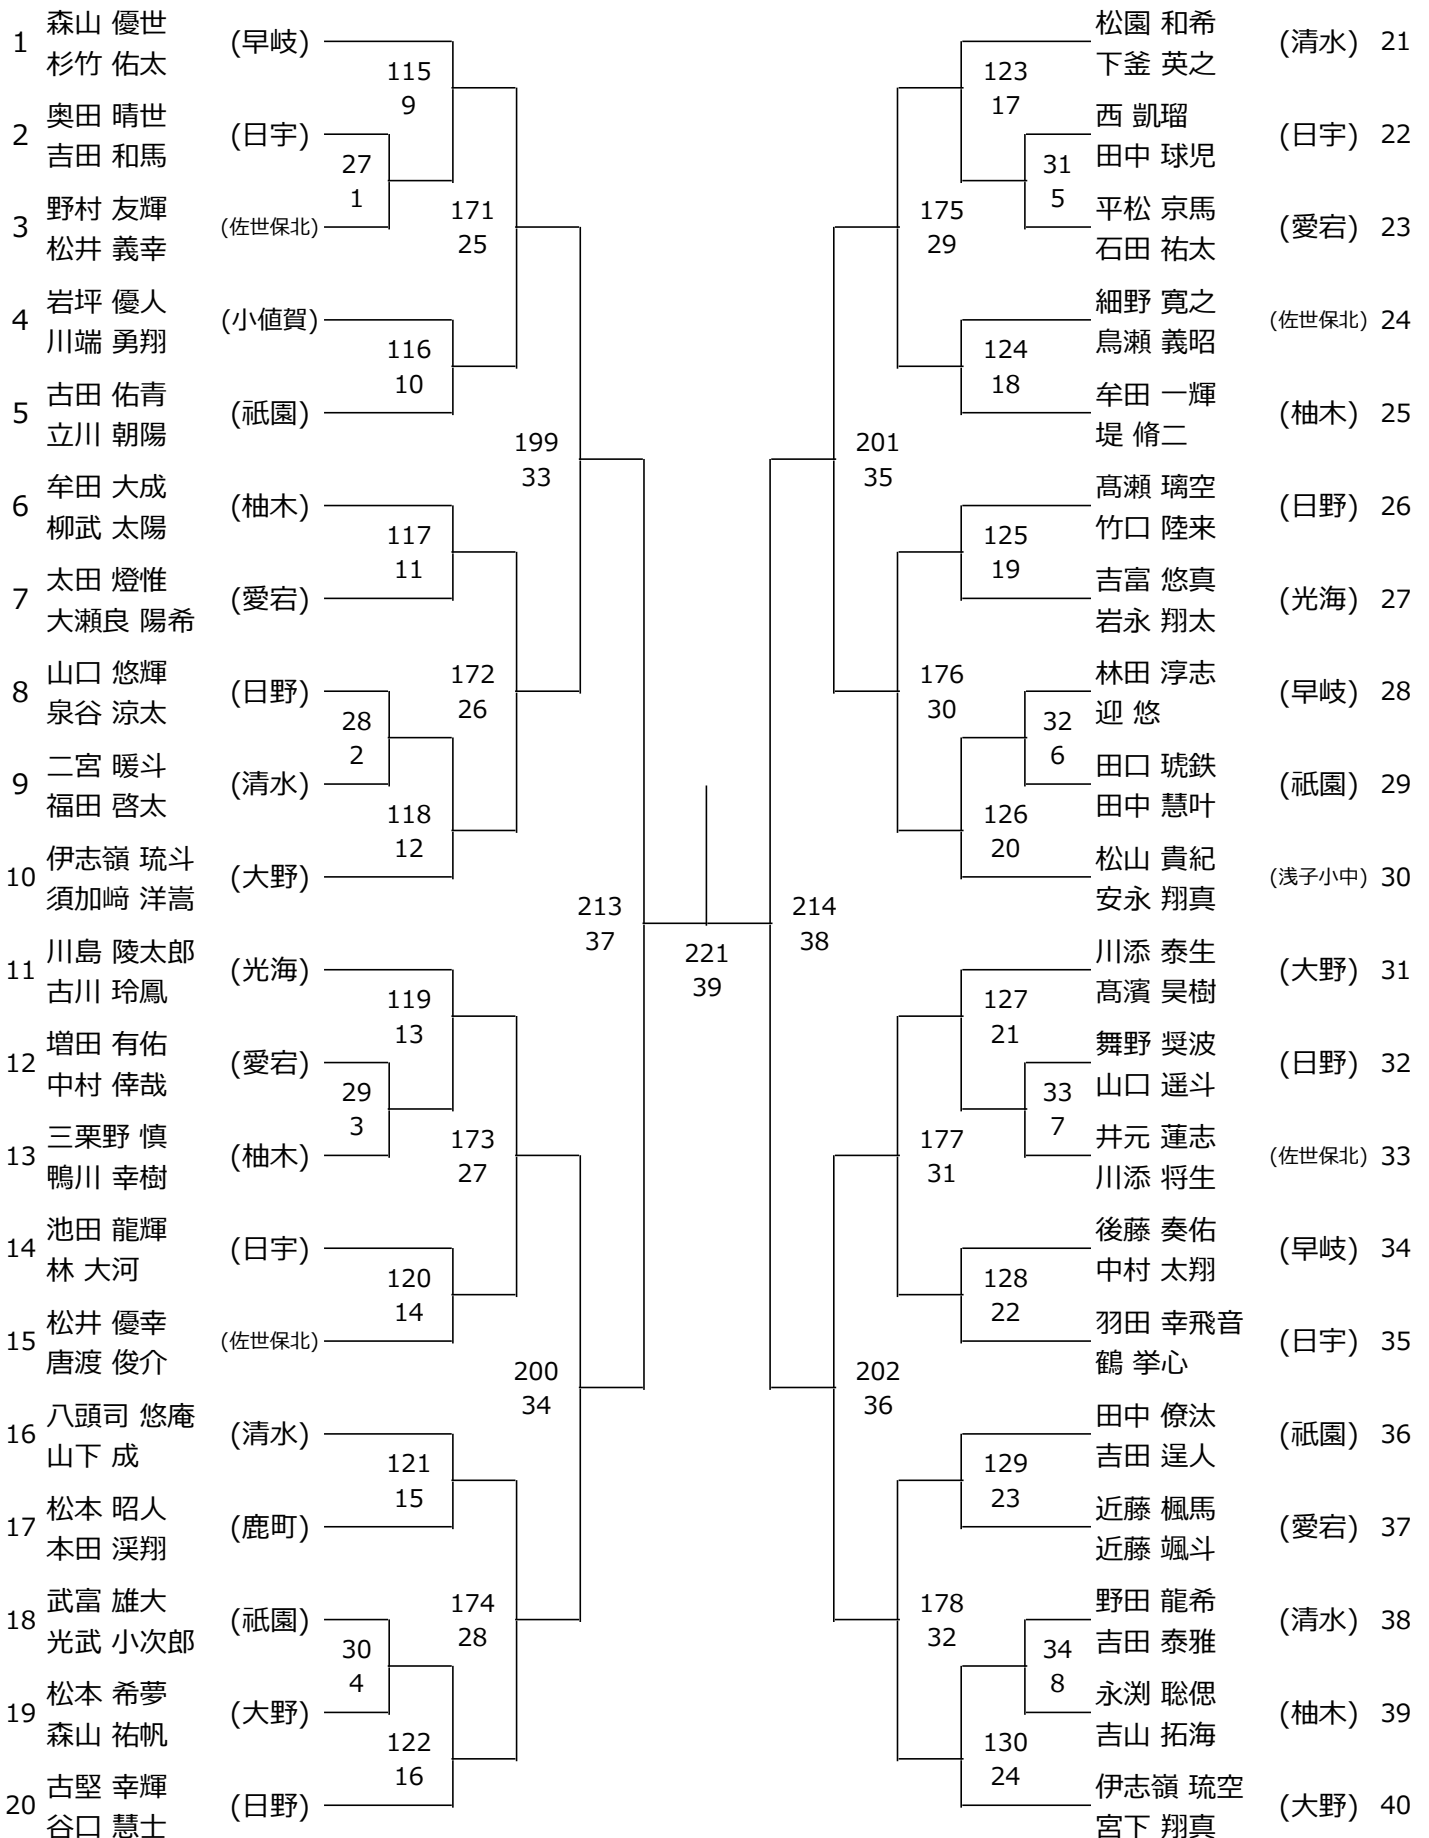 1 森山 優世 (早岐)
杉竹 佑太
115
9
2 奥田 晴世 (日宇)
吉田 和馬
27
1
3 野村 友輝 (佐世保北)
松井 義幸
171
25
4 岩坪 優人 (小値賀)
川端 勇翔
116
10
5 古田 佑青 (祇園)
立川 朝陽
199
33
6 牟田 大成 (柚木)
柳武 太陽
117
11
7 太田 燈惟 (愛宕)
大瀬良 陽希
8 山口 悠輝 (日野)
泉谷 涼太
172
26
28
2
9 二宮 暖斗 (清水)
福田 啓太
118
12
10 伊志嶺 琉斗 (大野)
須加﨑 洋嵩
213
37
11 川島 陵太郎 (光海)
古川 玲鳳
119
13
12 増田 有佑 (愛宕)
中村 倖哉
29
3
13 三栗野 慎 (柚木)
鴨川 幸樹
173
27
14 池田 龍輝 (日宇)
林 大河
120
14
15 松井 優幸 (佐世保北)
唐渡 俊介
200
34
16 八頭司 悠庵 (清水)
山下 成
121
15
17 松本 昭人 (鹿町)
本田 渓翔
18 武富 雄大 (祇園)
光武 小次郎
174
28
30
4
19 松本 希夢 (大野)
森山 祐帆
122
16
20 古堅 幸輝 (日野)
谷口 慧士
221
39
松園 和希 (清水) 21
下釜 英之
123
17
西 凱瑠 (日宇) 22
田中 球児
31
5
平松 京馬 (愛宕) 23
石田 祐太
175
29
細野 寛之 (佐世保北) 24
鳥瀬 義昭
124
18
牟田 一輝 (柚木) 25
堤 脩二
201
35
髙瀬 璃空 (日野) 26
竹口 陸来
125
19
吉富 悠真 (光海) 27
岩永 翔太
林田 淳志 (早岐) 28
迎 悠
176
30
32
6
田口 琥鉄 (祇園) 29
田中 慧叶
126
20
松山 貴紀 (浅子小中) 30
安永 翔真
214
38
川添 泰生 (大野) 31
髙濱 昊樹
127
21
舞野 奨波 (日野) 32
山口 遥斗
33
7
井元 蓮志 (佐世保北) 33
川添 将生
177
31
後藤 奏佑 (早岐) 34
中村 太翔
128
22
羽田 幸飛音 (日宇) 35
鶴 挙心
202
36
田中 僚汰 (祇園) 36
吉田 逞人
129
23
近藤 楓馬 (愛宕) 37
近藤 颯斗
野田 龍希 (清水) 38
吉田 泰雅
178
32
34
8
永渕 聡偲 (柚木) 39
吉山 拓海
130
24
伊志嶺 琉空 (大野) 40
宮下 翔真